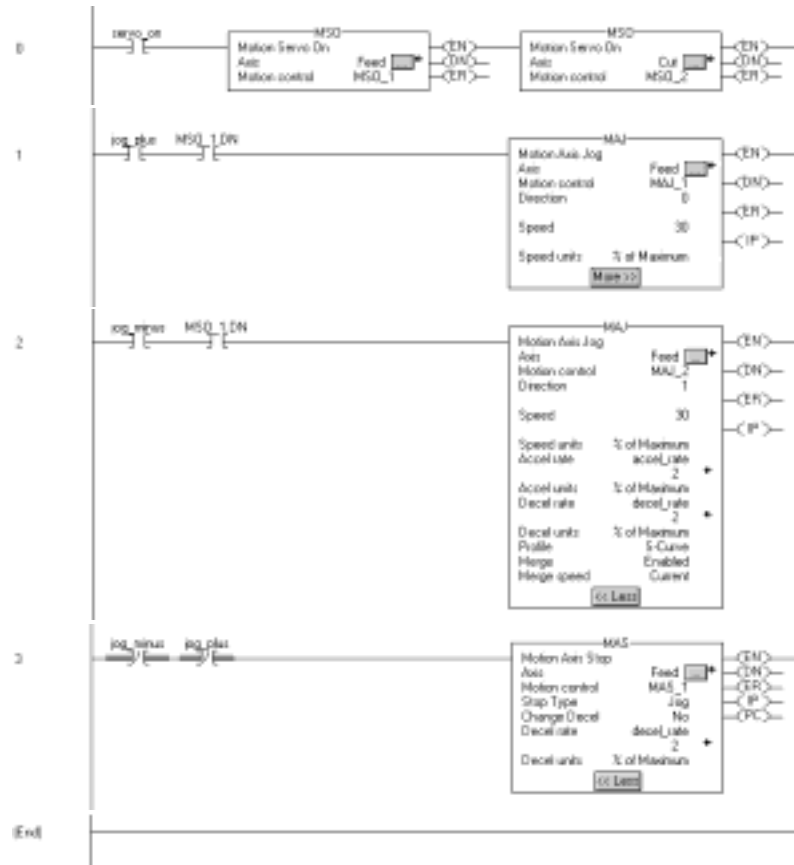 servo_on
MSO
MSO
0
Motion Servo On
Axis Feed ...
Motion control MSO_1
EN
DN
ER
Motion Servo On
Axis Cut ...
Motion control MSO_2
EN
DN
ER
jog_plus MSO_1.DN
MAJ
1
Motion Axis Jog
Axis Feed ...
Motion control MAJ_1
Direction 0
Speed 30
Speed units % of Maximum
More >>
EN
DN
ER
IP
jog_minus MSO_1.DN
MAJ
2
Motion Axis Jog
Axis Feed ...
Motion control MAJ_2
Direction 1
Speed 30
Speed units % of Maximum
Accel rate accel_rate
2
Accel units % of Maximum
Decel rate decel_rate
2
Decel units % of Maximum
Profile S-Curve
Merge Enabled
Merge speed Current
<< Less
EN
DN
ER
IP
jog_minus jog_plus
MAS
3
Motion Axis Stop
Axis Feed ...
Motion control MAS_1
Stop Type Jog
Change Decel No
Decel rate decel_rate
2
Decel units % of Maximum
<< Less
EN
DN
ER
IP
PC
(End)